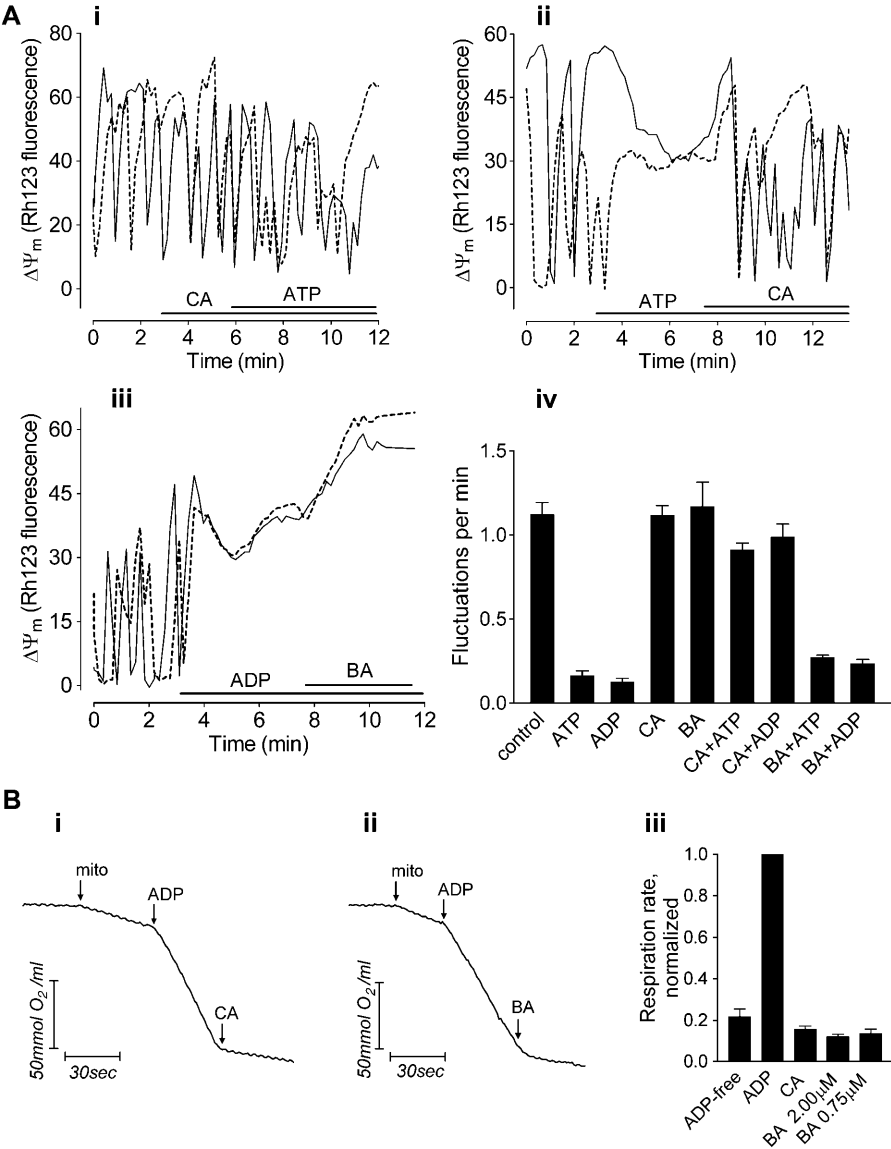 A
i
ΔΨm (Rh123 fluorescence)
80
60
40
20
0
CA
ATP
0 2 4 6 8 10 12
Time (min)
ii
ΔΨm (Rh123 fluorescence)
60
45
30
15
0
ATP
CA
0 2 4 6 8 10 12
Time (min)
iii
ΔΨm (Rh123 fluorescence)
60
45
30
15
0
ADP
BA
0 2 4 6 8 10 12
Time (min)
iv
Fluctuations per min
1.5
1.0
0.5
0.0
control
ATP
ADP
CA
BA
CA+ATP
CA+ADP
BA+ATP
BA+ADP
B
i
mito
ADP
CA
50mmol O2 /ml
30sec
ii
mito
ADP
BA
50mmol O2 /ml
30sec
iii
Respiration rate,
normalized
1.0
0.8
0.6
0.4
0.2
0.0
ADP-free
ADP
CA
BA 2.00μM
BA 0.75μM